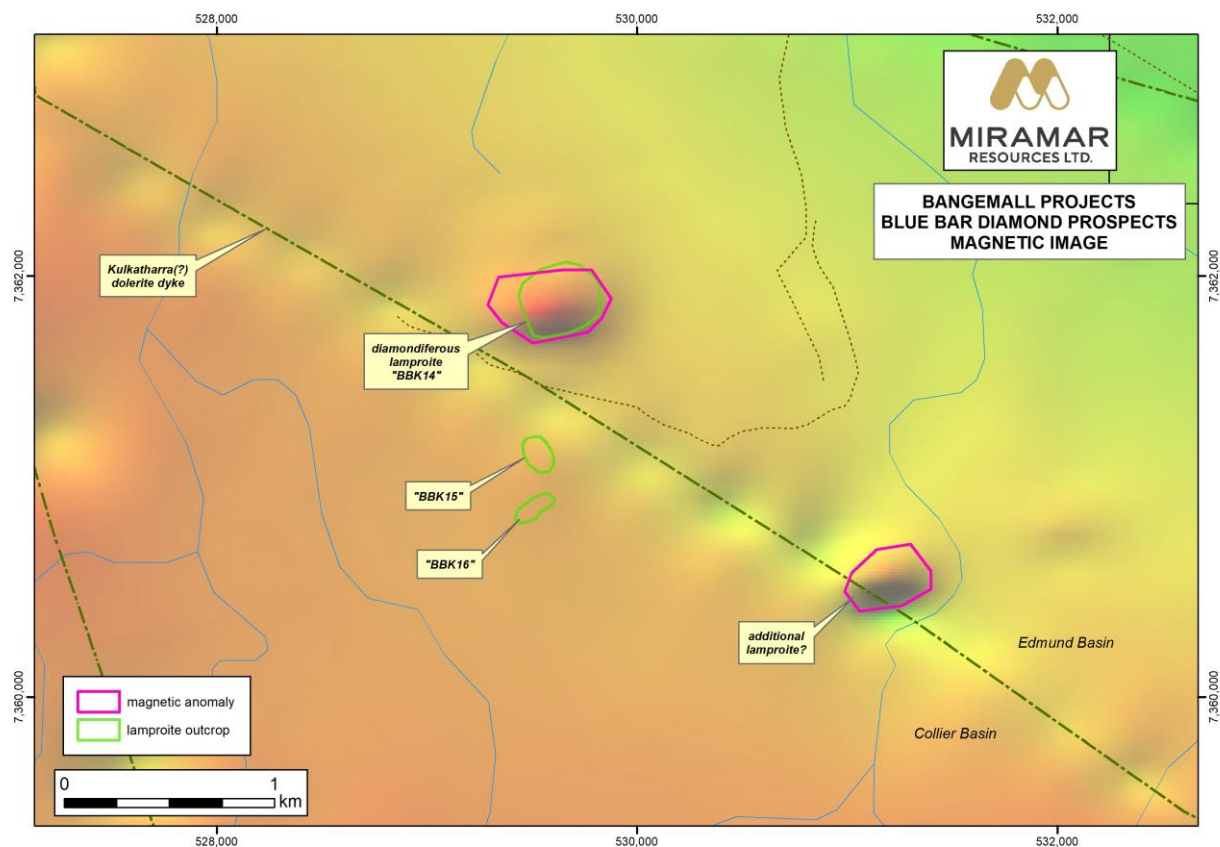 528,000
530,000
532,000
MIRAMAR
RESOURCES LTD.
BANGEMALL PROJECTS
BLUE BAR DIAMOND PROSPECTS
MAGNETIC IMAGE
7,362,000
7,362,000
Kulkatharra(?)
dolerite dyke
diamondiferous
lamproite
"BBK14"
"BBK15"
"BBK16"
additional
lamproite?
Edmund Basin
Collier Basin
7,360,000
7,360,000
magnetic anomaly
lamproite outcrop
0 1
km
528,000
530,000
532,000